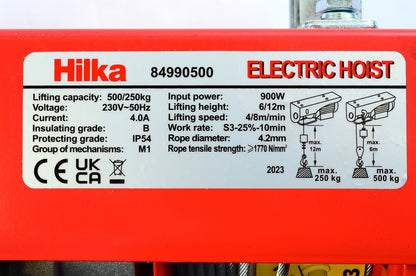 Hilka 84990500 ELECTRIC HOIST
Lifting capacity: 500/250kg
Voltage: 230V~50Hz
Current: 4.0A
Insulating grade: B
Protecting grade: IP54
Group of mechanisms: M1
Input power: 900W
Lifting height: 6/12m
Lifting speed: 4/8m/min
Work rate: S3-25%-10min
Rope diameter: 4.2mm
Rope tensile strength: ≥1770 N/mm²
CE UK CA
2023
max. 12m
max. 250 kg
max. 6m
max. 500 kg